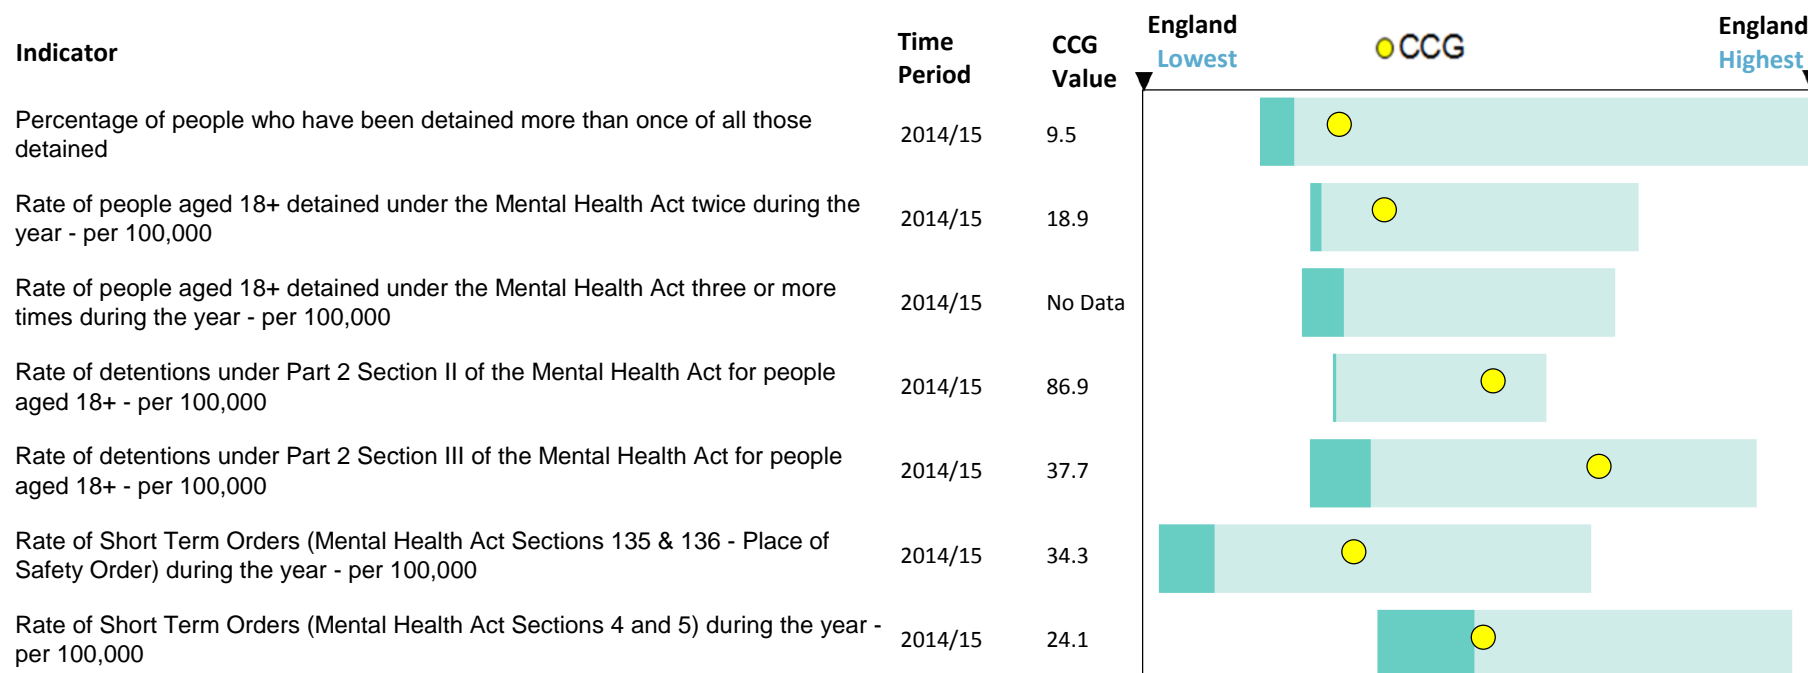 Indicator
Time
Period
CCG
Value
England
Lowest
CCG
England
Highest
Percentage of people who have been detained more than once of all those
detained
2014/15
9.5
Rate of people aged 18+ detained under the Mental Health Act twice during the
year - per 100,000
2014/15
18.9
Rate of people aged 18+ detained under the Mental Health Act three or more
times during the year - per 100,000
2014/15
No Data
Rate of detentions under Part 2 Section II of the Mental Health Act for people
aged 18+ - per 100,000
2014/15
86.9
Rate of detentions under Part 2 Section III of the Mental Health Act for people
aged 18+ - per 100,000
2014/15
37.7
Rate of Short Term Orders (Mental Health Act Sections 135 & 136 - Place of
Safety Order) during the year - per 100,000
2014/15
34.3
Rate of Short Term Orders (Mental Health Act Sections 4 and 5) during the year -
per 100,000
2014/15
24.1